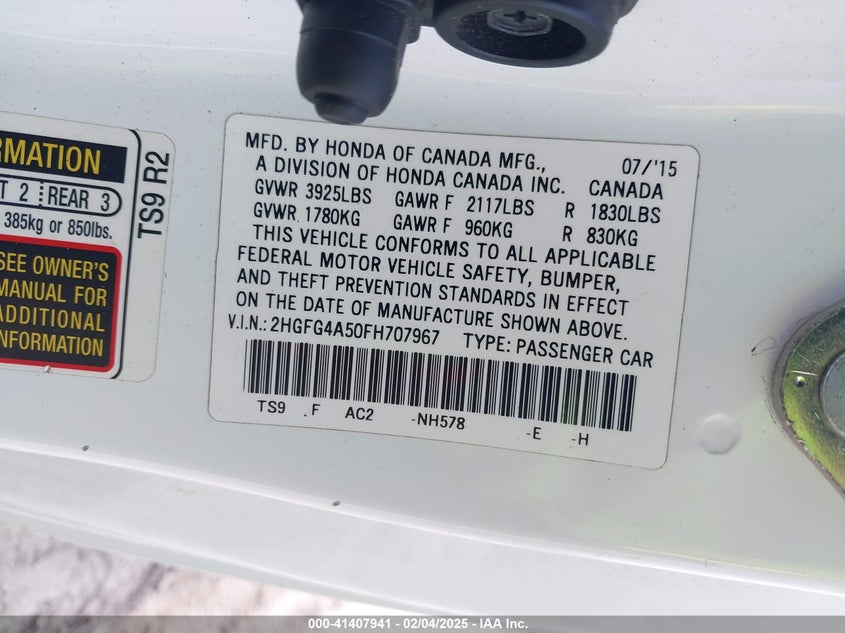 RMATION
T 2 REAR 3
385kg or 850lbs.
SEE OWNER'S
MANUAL FOR
ADDITIONAL
INFORMATION
TS9 R2
MFD. BY HONDA OF CANADA MFG., 07/'15
A DIVISION OF HONDA CANADA INC. CANADA
GVWR 3925LBS GAWR F 2117LBS R 1830LBS
GVWR 1780KG GAWR F 960KG R 830KG
THIS VEHICLE CONFORMS TO ALL APPLICABLE
FEDERAL MOTOR VEHICLE SAFETY, BUMPER,
AND THEFT PREVENTION STANDARDS IN EFFECT
ON THE DATE OF MANUFACTURE SHOWN ABOVE.
V.I.N.: 2HGFG4A50FH707967 TYPE: PASSENGER CAR
TS9 .F AC2 -NH578 -E -H
000-41407941 - 02/04/2025 - IAA Inc.